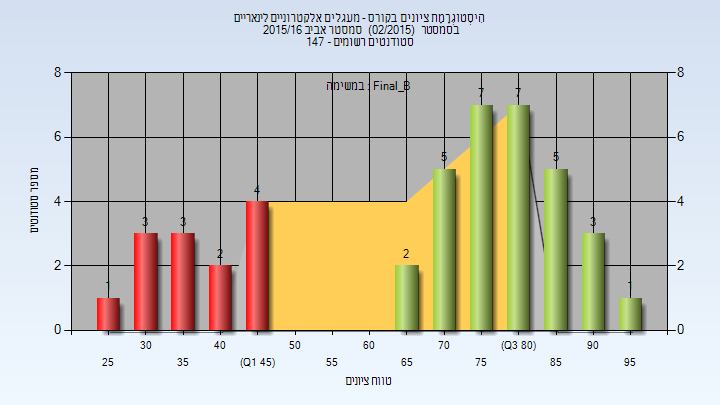 הִיסְטוֹגְרָמַת ציונים בקורס - מעגלים אלקטרוניים לינאריים
בסמסטר (02/2015) סמסטר אביב 2015/16
סטודנטים רשומים - 147
במשימה : Final_B
8 8
6 6
4 4
2 2
0 0
מספר סטודנטים
1 3 3 2 4 2 5 7 7 5 3 1
30 40 50 60 70 (Q3 80) 90
25 35 (Q1 45) 55 65 75 85 95
טווח ציונים